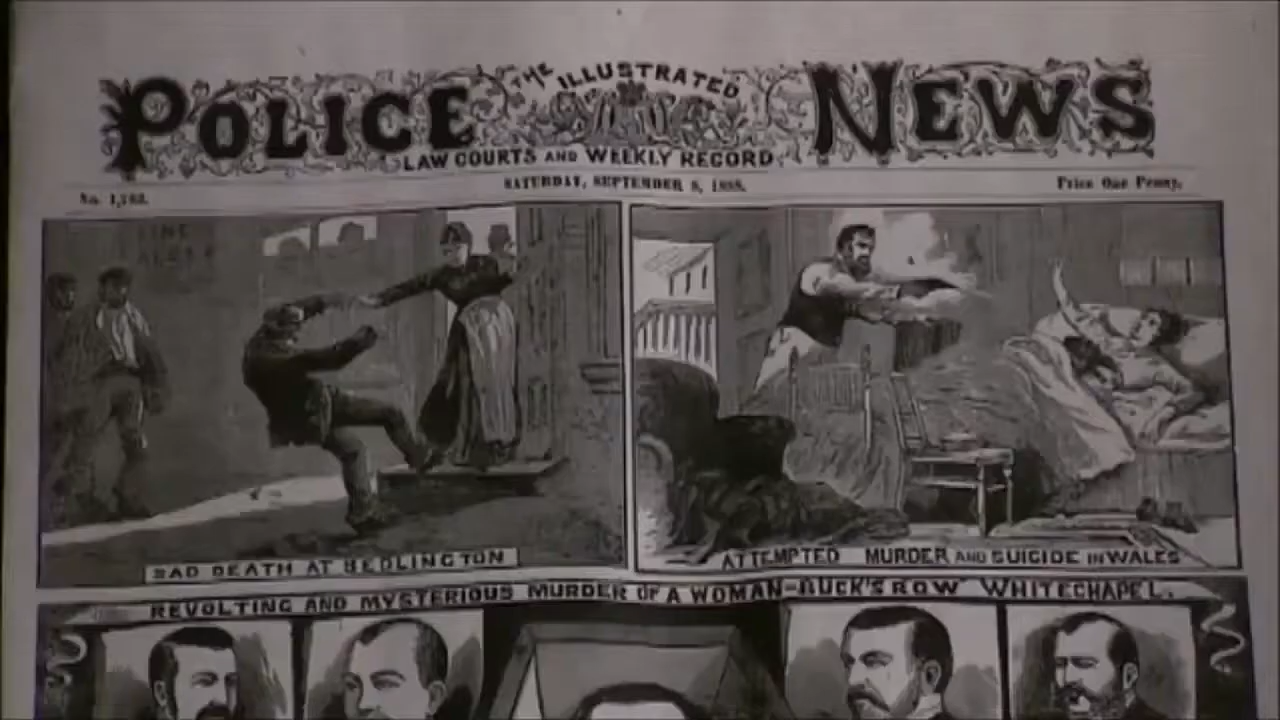 THE ILLUSTRATED
POLICE NEWS
LAW COURTS AND WEEKLY RECORD
SATURDAY, SEPTEMBER 8, 1888.
Price One Penny.
SAD DEATH AT BEDLINGTON
ATTEMPTED MURDER AND SUICIDE IN WALES
REVOLTING AND MYSTERIOUS MURDER OF A WOMAN-BUCK'S ROW WHITECHAPEL.